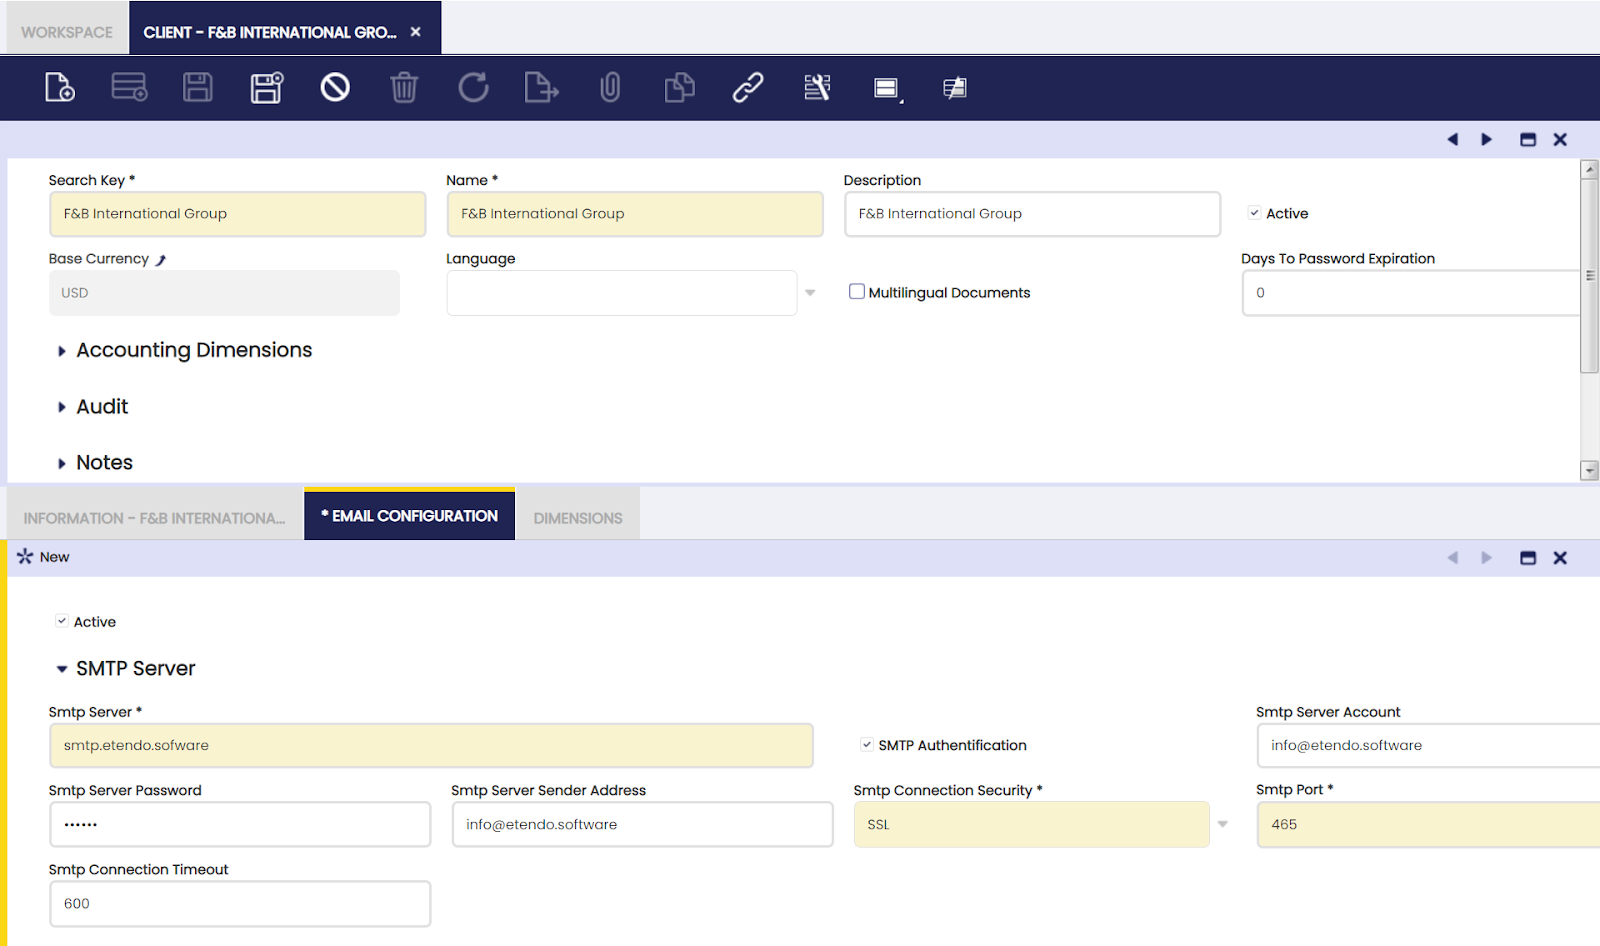 WORKSPACE
CLIENT - F&B INTERNATIONAL GRO...
Search Key *
Name *
Description
F&B International Group
F&B International Group
F&B International Group
Active
Base Currency
Language
Days To Password Expiration
USD
Multilingual Documents
0
Accounting Dimensions
Audit
Notes
INFORMATION - F&B INTERNATIONA...
* EMAIL CONFIGURATION
DIMENSIONS
New
Active
SMTP Server
Smtp Server *
Smtp Server Account
smtp.etendo.sofware
SMTP Authentification
info@etendo.software
Smtp Server Password
Smtp Server Sender Address
Smtp Connection Security *
Smtp Port *
••••••
info@etendo.software
SSL
465
Smtp Connection Timeout
600